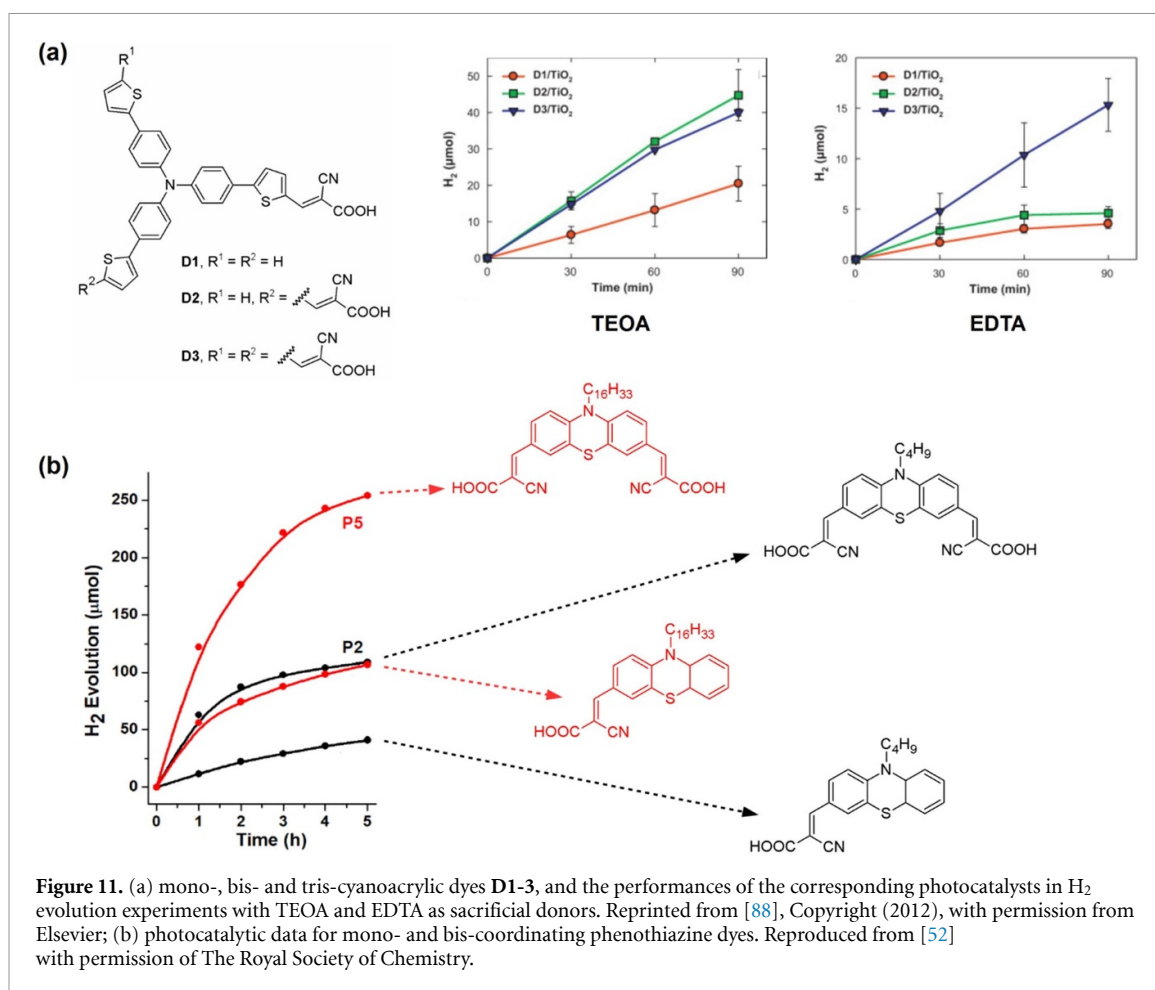 (a)
R¹
S
N
S
CN
COOH
S
R²
D1, R¹ = R² = H
D2, R¹ = H, R² =
CN
COOH
D3, R¹ = R² =
CN
COOH
D1/TiO₂
D2/TiO₂
D3/TiO₂
H₂ (μmol)
50
40
30
20
10
0
0 30 60 90
Time (min)
TEOA
D1/TiO₂
D2/TiO₂
D3/TiO₂
H₂ (μmol)
20
15
10
5
0
0 30 60 90
Time (min)
EDTA
(b)
H₂ Evolution (μmol)
250
200
150
100
50
0
0 1 2 3 4 5
Time (h)
P5
P2
C₁₆H₃₃
N
S
HOOC CN NC COOH
C₄H₉
N
S
HOOC CN NC COOH
C₁₆H₃₃
N
S
HOOC CN
C₄H₉
N
S
HOOC CN
Figure 11. (a) mono-, bis- and tris-cyanoacrylic dyes D1-3, and the performances of the corresponding photocatalysts in H₂
evolution experiments with TEOA and EDTA as sacrificial donors. Reprinted from [88], Copyright (2012), with permission from
Elsevier; (b) photocatalytic data for mono- and bis-coordinating phenothiazine dyes. Reproduced from [52]
with permission of The Royal Society of Chemistry.